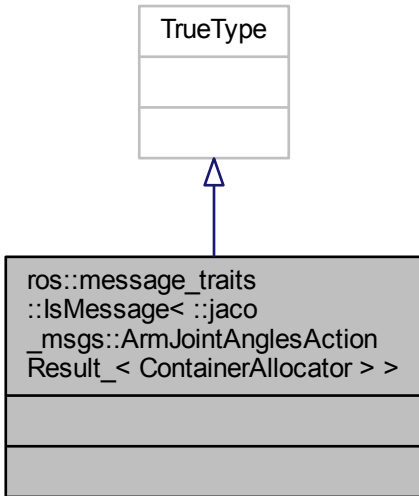 TrueType
ros::message_traits
::IsMessage< ::jaco
_msgs::ArmJointAnglesAction
Result_< ContainerAllocator > >